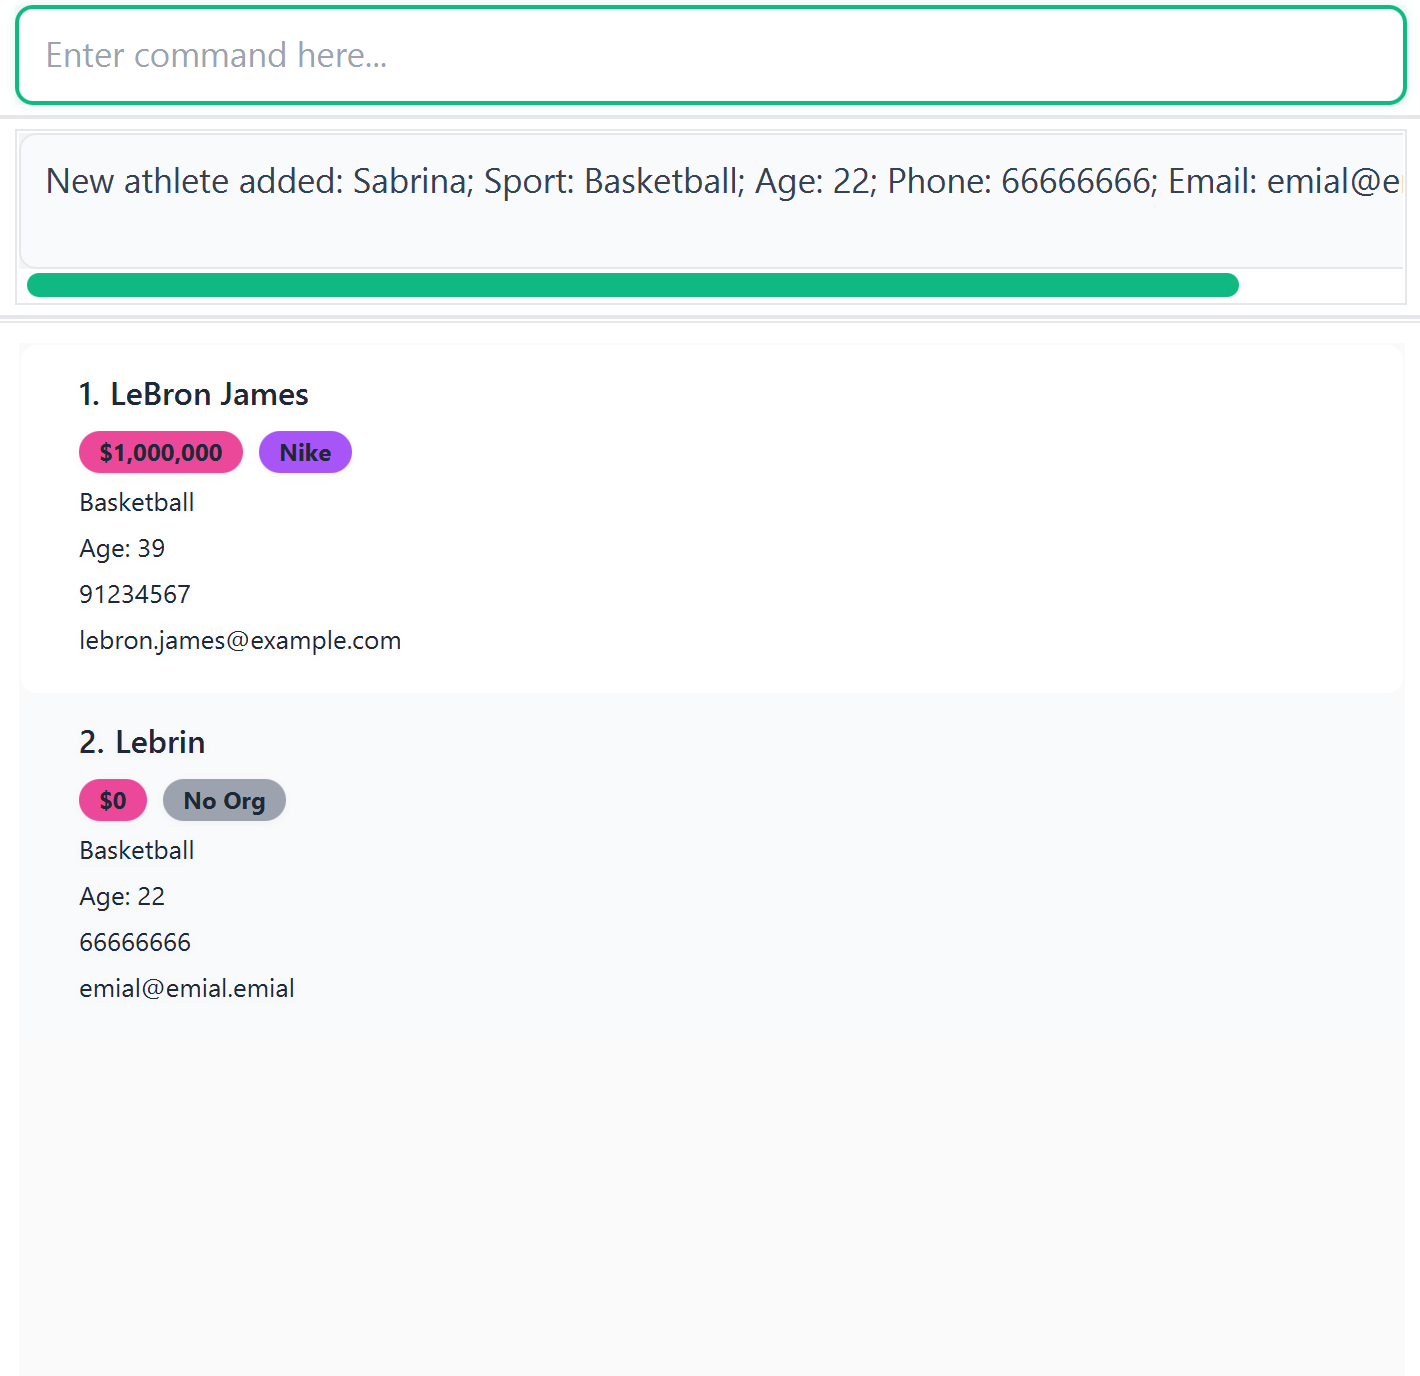 Enter command here...
New athlete added: Sabrina; Sport: Basketball; Age: 22; Phone: 66666666; Email:
1. LeBron James
$1,000,000 Nike
Basketball
Age: 39
91234567
lebron.james@example.com
2. Lebrin
$0 No Org
Basketball
Age: 22
66666666
emial@emial.emial